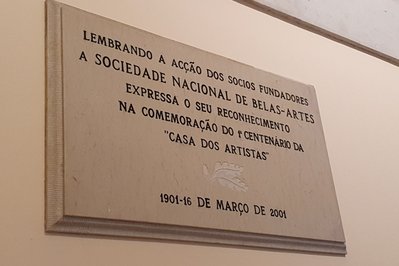 LEMBRANDO A ACÇÃO DOS SOCIOS FUNDADORES
A SOCIEDADE NACIONAL DE BELAS-ARTES
EXPRESSA O SEU RECONHECIMENTO
NA COMEMORAÇÃO DO 1º CENTENÁRIO DA
"CASA DOS ARTISTAS"
1901-16 DE MARÇO DE 2001